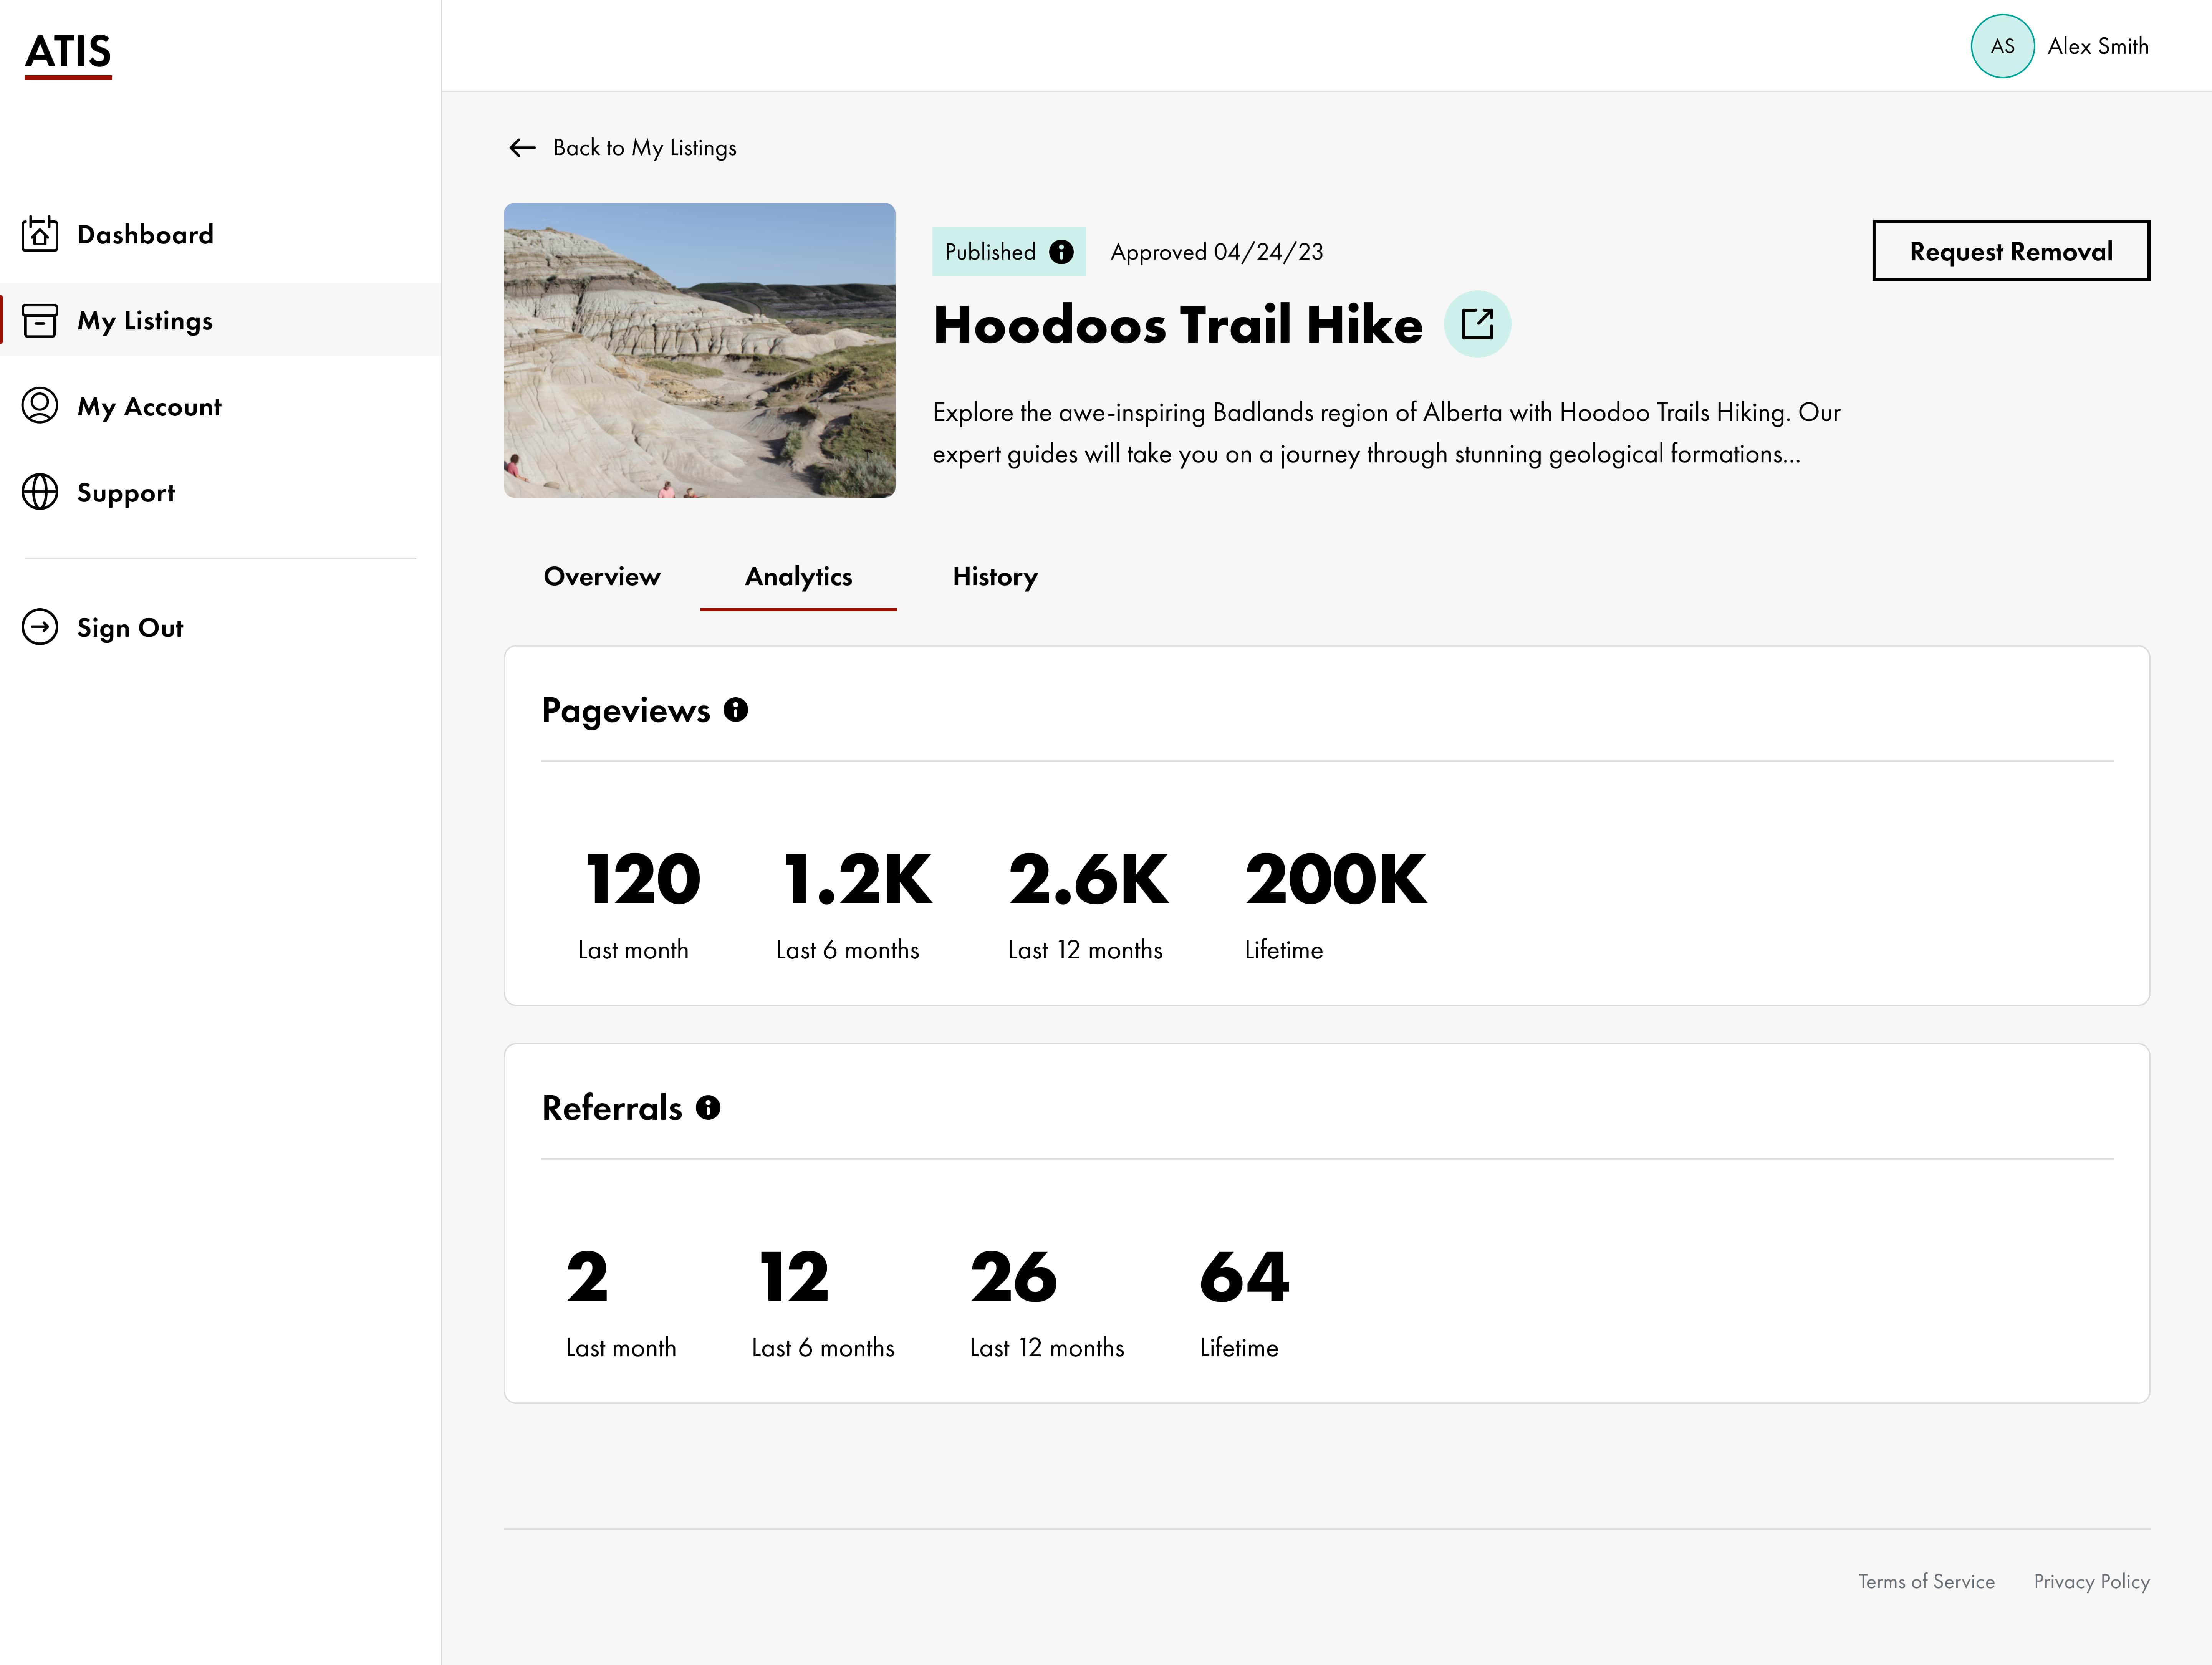 ATIS
AS
Alex Smith
Dashboard
My Listings
My Account
Support
Sign Out
Back to My Listings
Published
Approved 04/24/23
Request Removal
Hoodoos Trail Hike
Explore the awe-inspiring Badlands region of Alberta with Hoodoo Trails Hiking. Our
expert guides will take you on a journey through stunning geological formations...
Overview
Analytics
History
Pageviews
120
Last month
1.2K
Last 6 months
2.6K
Last 12 months
200K
Lifetime
Referrals
2
Last month
12
Last 6 months
26
Last 12 months
64
Lifetime
Terms of Service
Privacy Policy